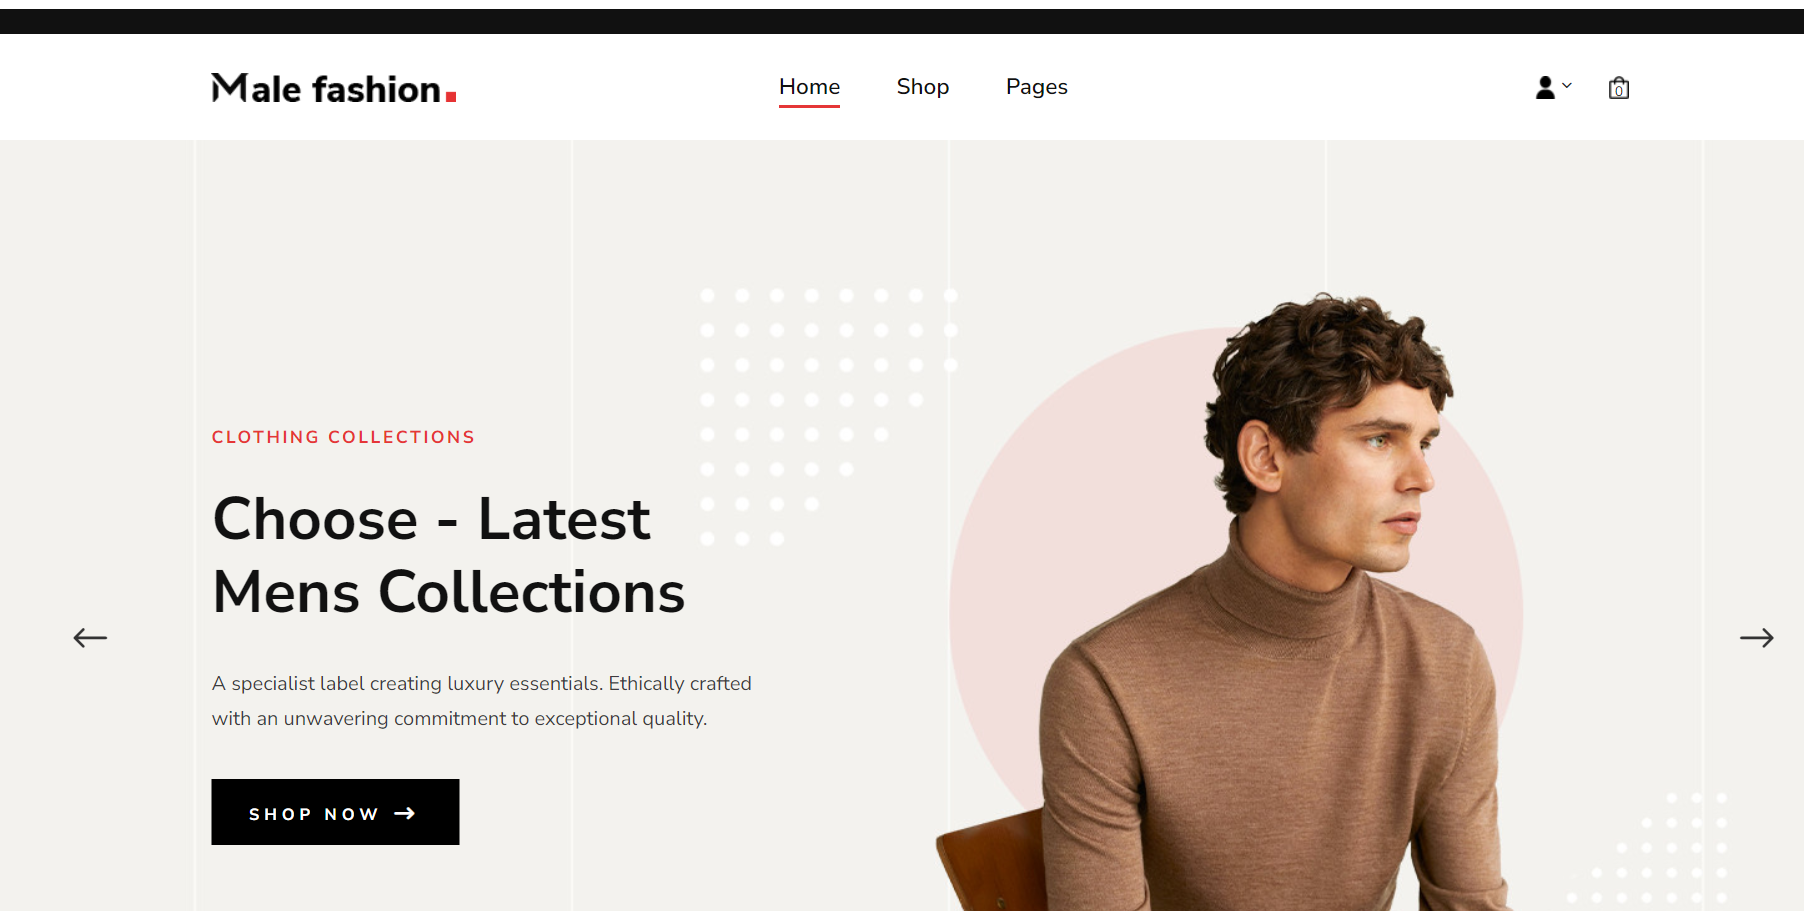 Male fashion.
Home
Shop
Pages
0
CLOTHING COLLECTIONS
Choose - Latest
Mens Collections
A specialist label creating luxury essentials. Ethically crafted
with an unwavering commitment to exceptional quality.
SHOP NOW →